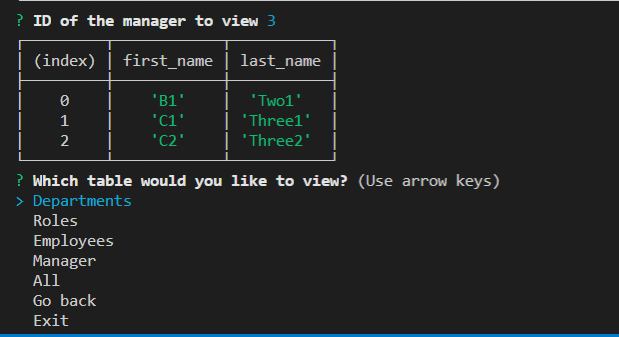 ? ID of the manager to view 3
(index) first_name last_name
0 'B1' 'Two1'
1 'C1' 'Three1'
2 'C2' 'Three2'
? Which table would you like to view? (Use arrow keys)
> Departments
Roles
Employees
Manager
All
Go back
Exit